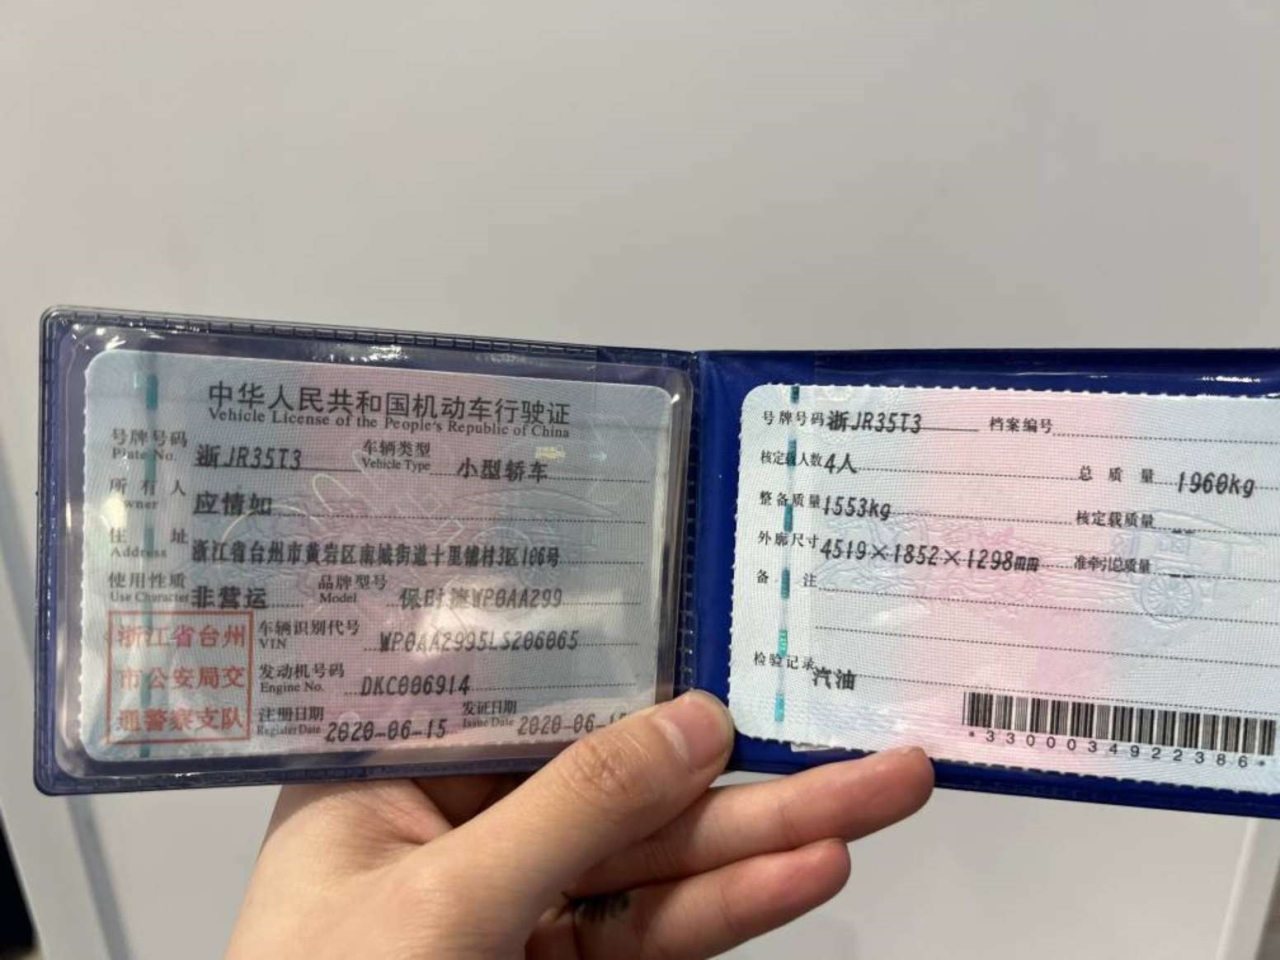 中华人民共和国机动车行驶证
Vehicle License of the People's Republic of China
号牌号码 浙JR35T3 车辆类型 小型轿车
Plate No. Vehicle Type
所有人 应情如
Owner
住址 浙江省台州市黄岩区南城街道十里铺村3区106号
Address
使用性质 非营运 品牌型号 保时捷WP0AA299
Use Character Model
浙江省台州
市公安局交
通警察支队
车辆识别代号 WP0AA2995LS206065
VIN
发动机号码 DKC006914
Engine No.
注册日期 2020-06-15 发证日期 2020-06-15
Register Date Issue Date
号牌号码 浙JR35T3 档案编号
核定载人数 4人 总质量 1960kg
整备质量 1553kg 核定载质量 --
外廓尺寸 4519×1852×1298mm 准牵引总质量 --
备注
检验记录 汽油
*3300034922386*